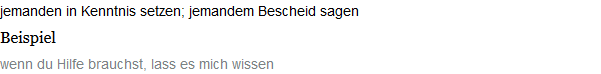 jemanden in Kenntnis setzen; jemandem Bescheid sagen
Beispiel
wenn du Hilfe brauchst, lass es mich wissen